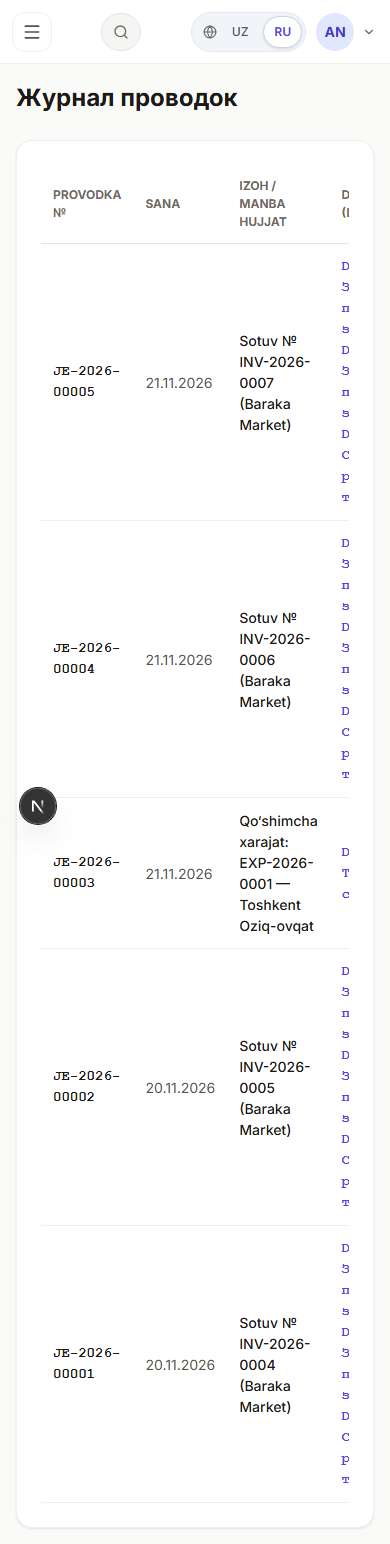 UZ
RU
AN
Журнал проводок
PROVODKA
№
SANA
IZOH /
MANBA
HUJJAT
JE-2026-
00005
21.11.2026
Sotuv №
INV-2026-
0007
(Baraka
Market)
JE-2026-
00004
21.11.2026
Sotuv №
INV-2026-
0006
(Baraka
Market)
N
JE-2026-
00003
21.11.2026
Qo‘shimcha
xarajat:
EXP-2026-
0001 —
Toshkent
Oziq-ovqat
JE-2026-
00002
20.11.2026
Sotuv №
INV-2026-
0005
(Baraka
Market)
JE-2026-
00001
20.11.2026
Sotuv №
INV-2026-
0004
(Baraka
Market)